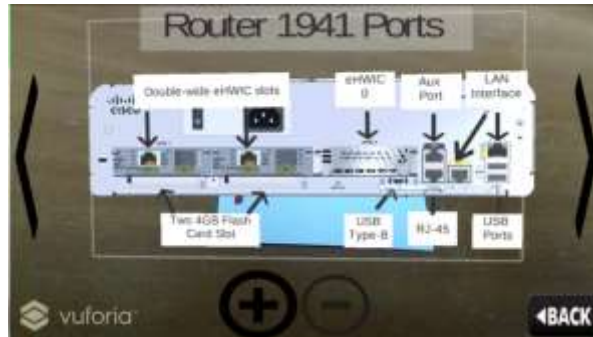 Router 1941 Ports
Double-wide eHWIC slots
eHWIC
0
Aux
Port
LAN
Interface
CISCO
Two 4GB Flash
Card Slot
USB
Type-B
RJ-45
USB
Ports
vuforia
BACK